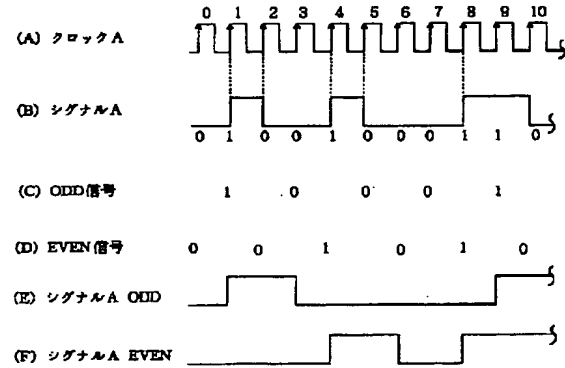 0 1 2 3 4 5 6 7 8 9 10
(A) クロックA
(B) シグナルA
0 1 0 0 1 0 0 0 1 1 0
(C) ODD信号 1 0 0 0 1
(D) EVEN信号 0 0 1 0 1 0
(E) シグナルA ODD
(F) シグナルA EVEN